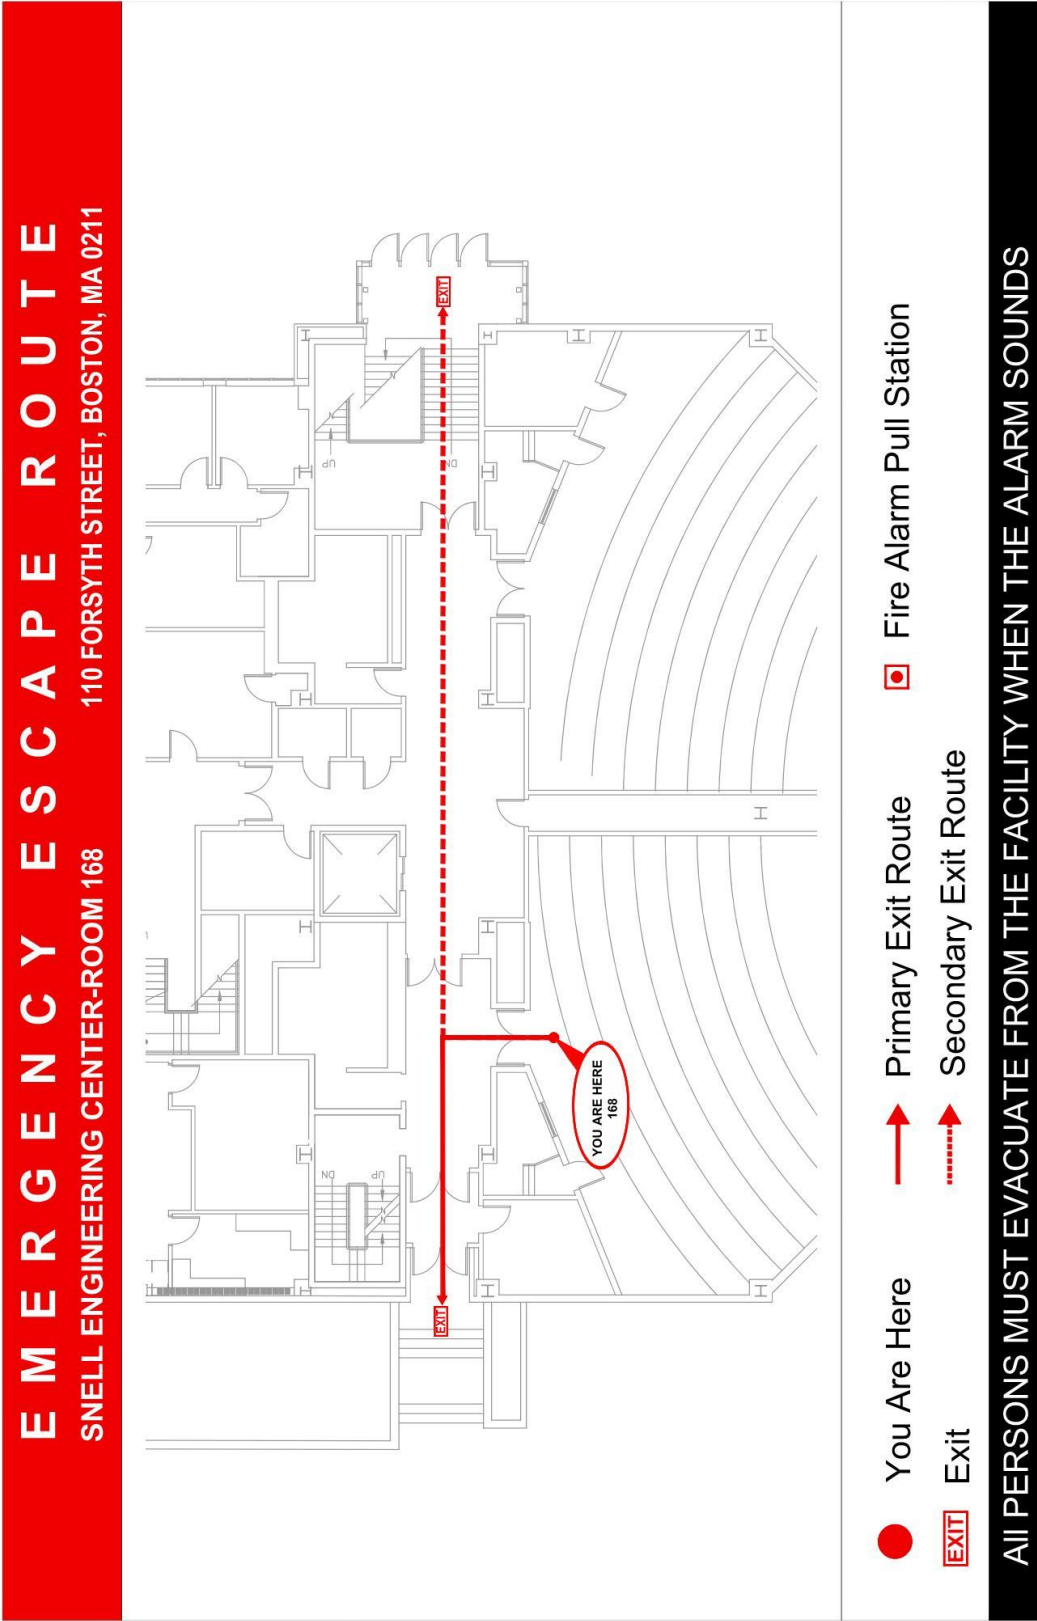 EMERGENCY ESCAPE ROUTE
SNELL ENGINEERING CENTER-ROOM 168 110 FORSYTH STREET, BOSTON, MA 0211
UP
DN
EXIT
DN
UP
EXIT
YOU ARE HERE
168
You Are Here
Primary Exit Route
Fire Alarm Pull Station
EXIT Exit
Secondary Exit Route
All PERSONS MUST EVACUATE FROM THE FACILITY WHEN THE ALARM SOUNDS